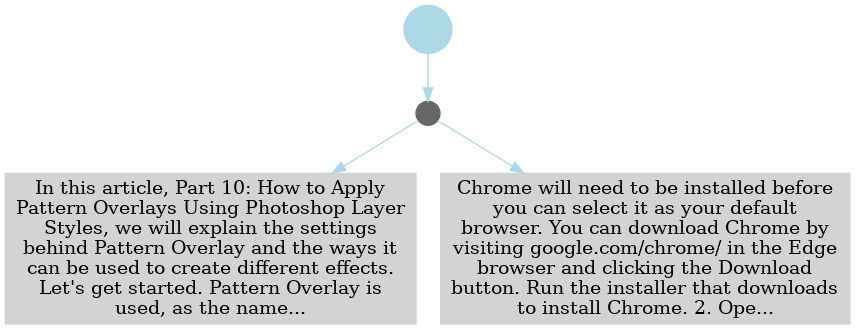 In this article, Part 10: How to Apply
Pattern Overlays Using Photoshop Layer
Styles, we will explain the settings
behind Pattern Overlay and the ways it
can be used to create different effects.
Let's get started. Pattern Overlay is
used, as the name...
Chrome will need to be installed before
you can select it as your default
browser. You can download Chrome by
visiting google.com/chrome/ in the Edge
browser and clicking the Download
button. Run the installer that downloads
to install Chrome. 2. Ope...